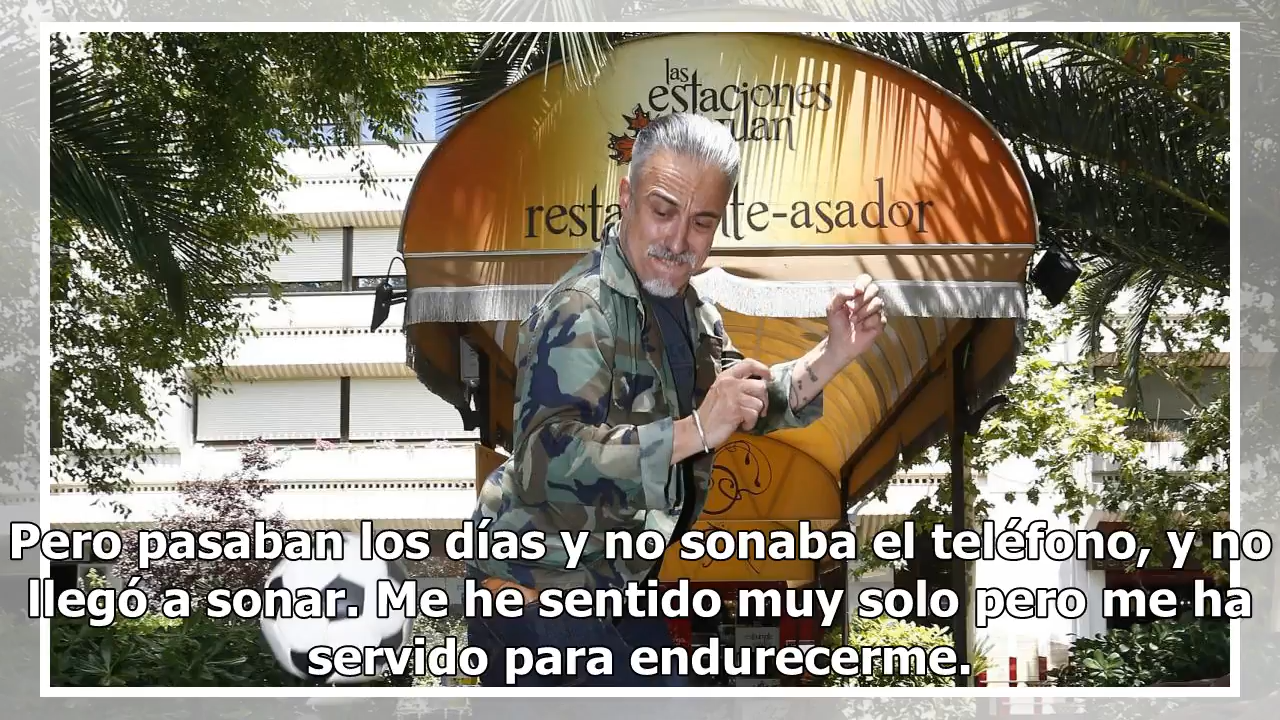 las
estaciones
resta te-asador
Pero pasaban los días y no sonaba el teléfono, y no
llegó a sonar. Me he sentido muy solo pero me ha
servido para endurecerme.